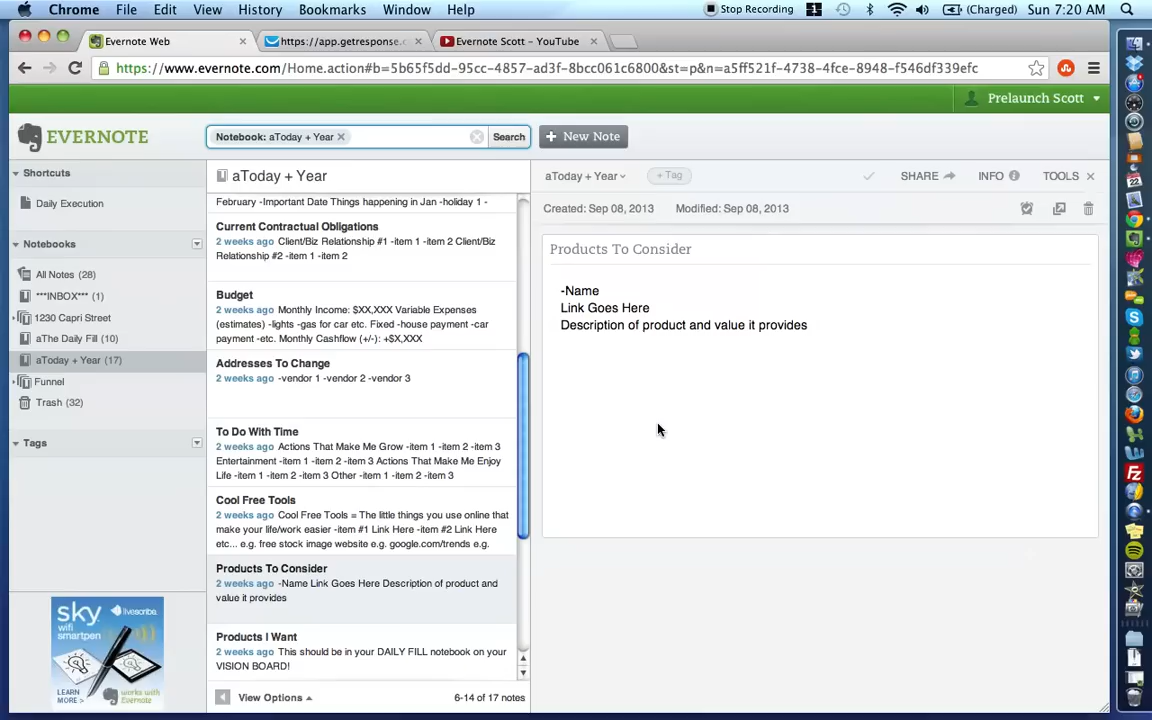 Chrome File Edit View History Bookmarks Window Help
Stop Recording 1 (Charged) Sun 7:20 AM
Evernote Web
https://app.getresponse.c
Evernote Scott - YouTube
https://www.evernote.com/Home.action#b=5b65f5dd-95cc-4857-ad3f-8bcc061c6800&st=p&n=a5ff521f-4738-4fce-8948-f546df339efc
Prelaunch Scott
EVERNOTE
Notebook: aToday + Year
Search
New Note
Shortcuts
Daily Execution
Notebooks
All Notes (28)
***INBOX*** (1)
1230 Capri Street
aThe Daily Fill (10)
aToday + Year (17)
Funnel
Trash (32)
Tags
sky
wifi
smartpen
livescribe
LEARN
MORE >
works with
Evernote
aToday + Year
February -Important Date Things happening in Jan -holiday 1 -
Current Contractual Obligations
2 weeks ago Client/Biz Relationship #1 -item 1 -item 2 Client/Biz
Relationship #2 -item 1 -item 2
Budget
2 weeks ago Monthly Income: $XX,XXX Variable Expenses
(estimates) -lights -gas for car etc. Fixed -house payment -car
payment -etc. Monthly Cashflow (+/-): +$X,XXX
Addresses To Change
2 weeks ago -vendor 1 -vendor 2 -vendor 3
To Do With Time
2 weeks ago Actions That Make Me Grow -item 1 -item 2 -item 3
Entertainment -item 1 -item 2 -item 3 Actions That Make Me Enjoy
Life -item 1 -item 2 -item 3 Other -item 1 -item 2 -item 3
Cool Free Tools
2 weeks ago Cool Free Tools = The little things you use online that
make your life/work easier -item #1 Link Here -item #2 Link Here
etc... e.g. free stock image website e.g. google.com/trends e.g.
Products To Consider
2 weeks ago -Name Link Goes Here Description of product and
value it provides
Products I Want
2 weeks ago This should be in your DAILY FILL notebook on your
VISION BOARD!
View Options
6-14 of 17 notes
aToday + Year
+ Tag
SHARE
INFO
TOOLS
Created: Sep 08, 2013
Modified: Sep 08, 2013
Products To Consider
-Name
Link Goes Here
Description of product and value it provides